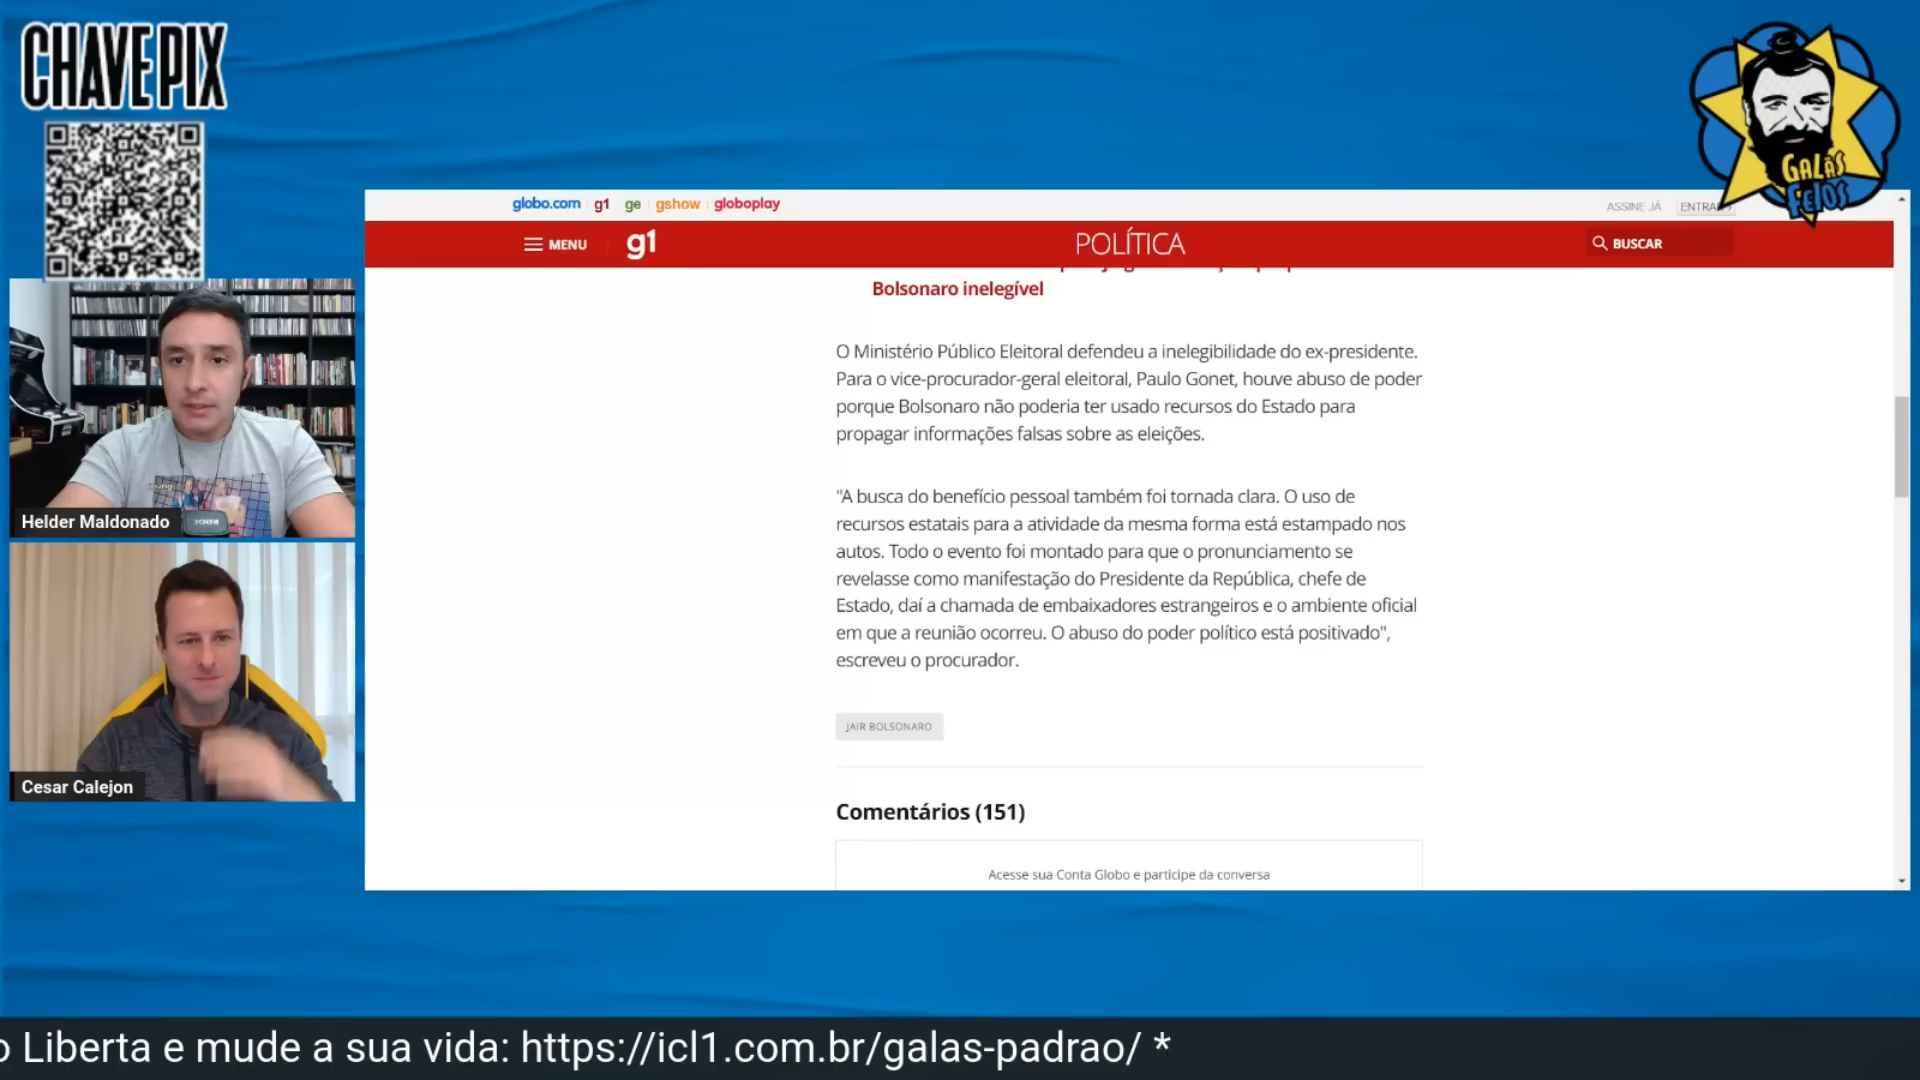 CHAVE PIX
GALÃS
FEIOS
globo.com g1 ge gshow globoplay
ASSINE JÁ
MENU
g1
POLÍTICA
BUSCAR
Bolsonaro inelegível
O Ministério Público Eleitoral defendeu a inelegibilidade do ex-presidente.
Para o vice-procurador-geral eleitoral, Paulo Gonet, houve abuso de poder
porque Bolsonaro não poderia ter usado recursos do Estado para
propagar informações falsas sobre as eleições.
"A busca do benefício pessoal também foi tornada clara. O uso de
recursos estatais para a atividade da mesma forma está estampado nos
autos. Todo o evento foi montado para que o pronunciamento se
revelasse como manifestação do Presidente da República, chefe de
Estado, daí a chamada de embaixadores estrangeiros e o ambiente oficial
em que a reunião ocorreu. O abuso do poder político está positivado",
escreveu o procurador.
JAIR BOLSONARO
Comentários (151)
Acesse sua Conta Globo e participe da conversa
Helder Maldonado
Cesar Calejon
o Liberta e mude a sua vida: https://icl1.com.br/galas-padrao/ *